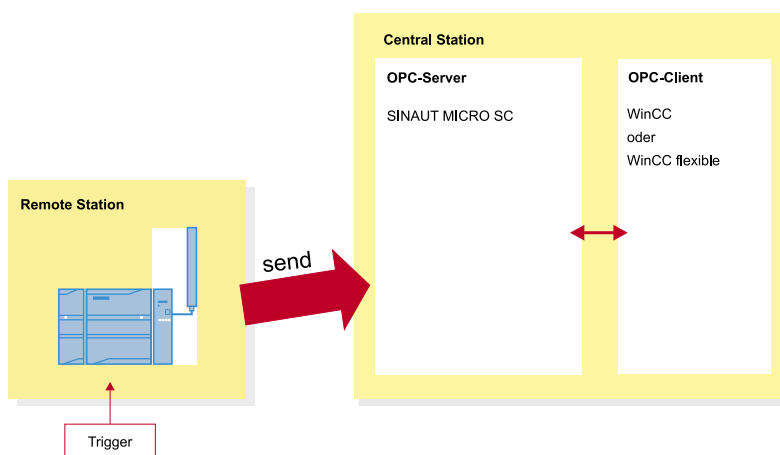 Central Station
OPC-Server
OPC-Client
SINAUT MICRO SC
WinCC
oder
WinCC flexible
Remote Station
send
Trigger